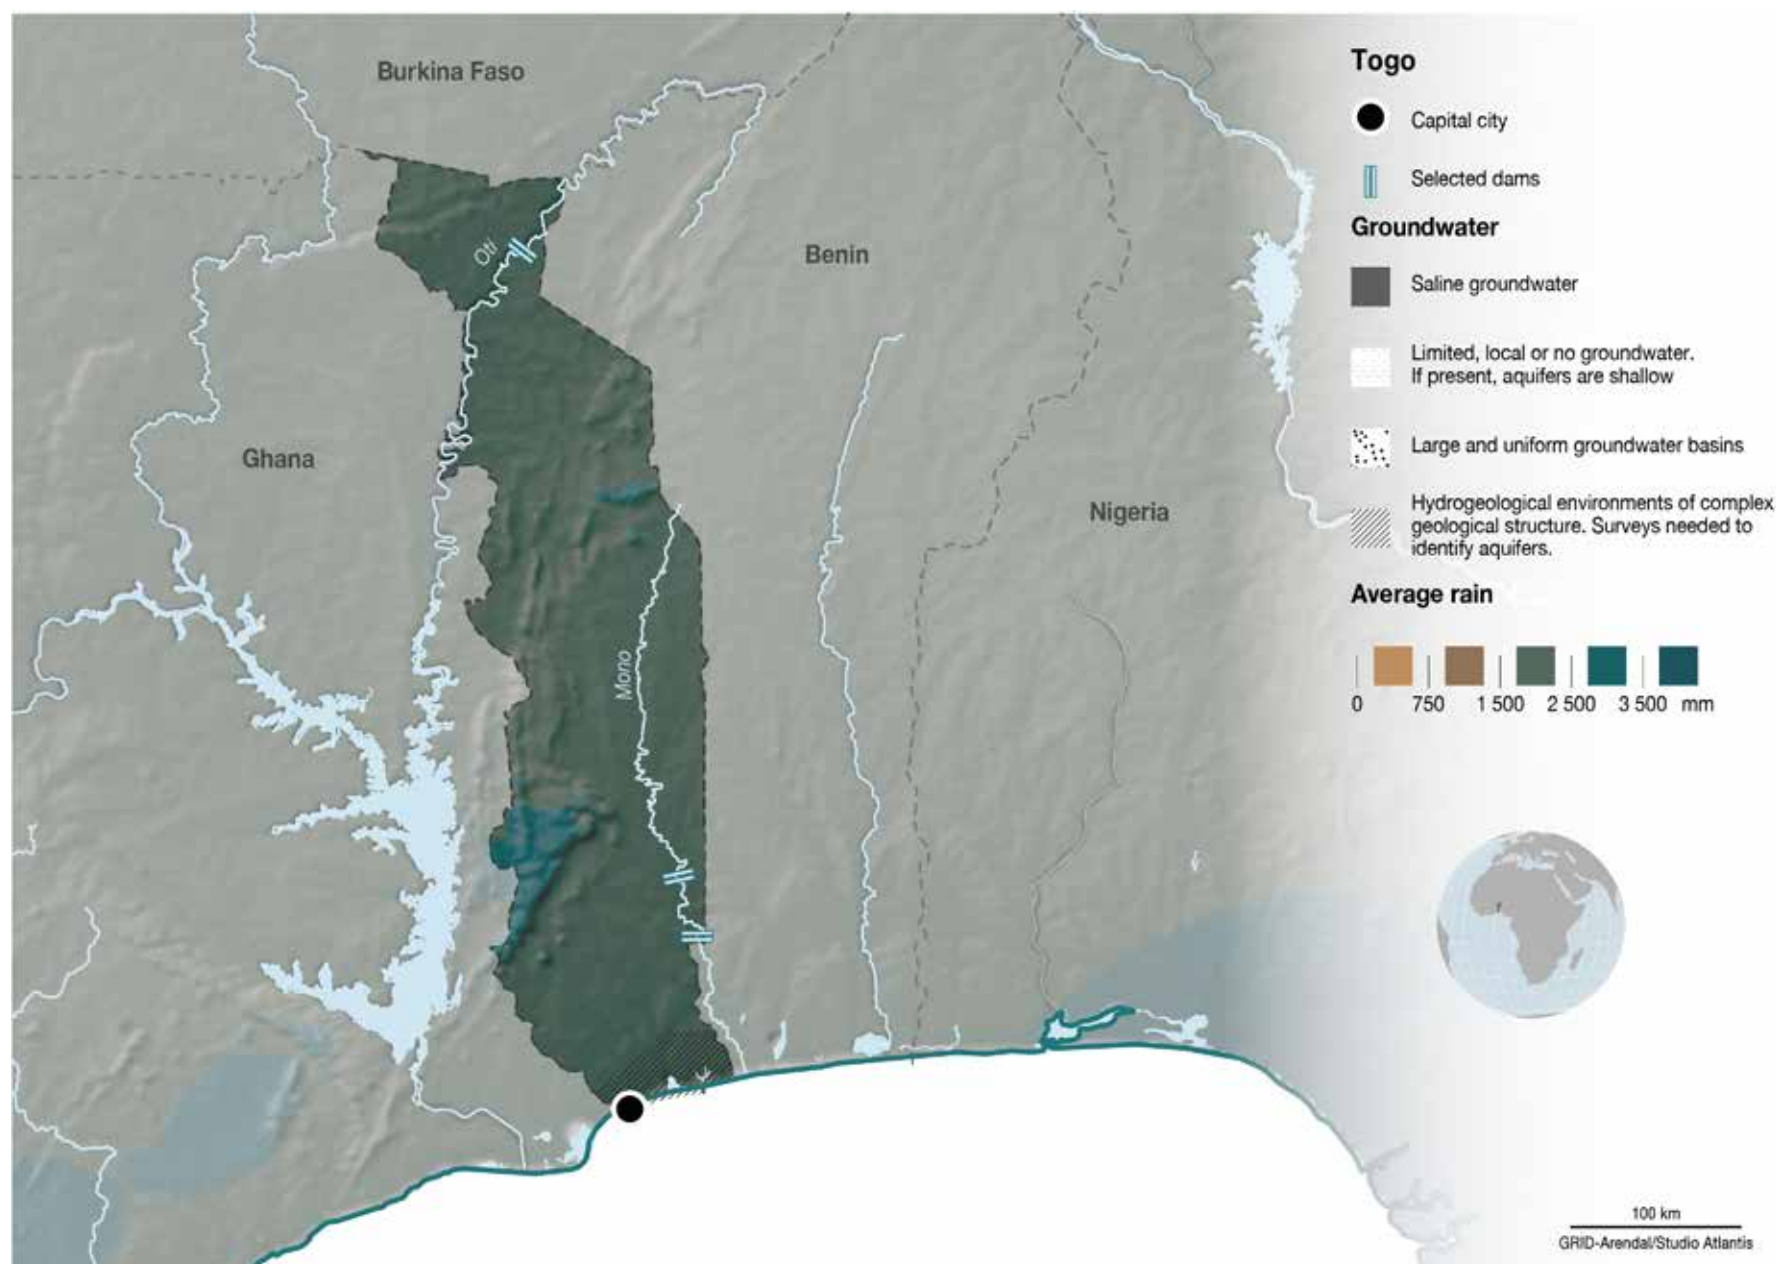 Burkina Faso
Oti
Benin
Ghana
Nigeria
Mono
Togo
Capital city
Selected dams
Groundwater
Saline groundwater
Limited, local or no groundwater.
If present, aquifers are shallow
Large and uniform groundwater basins
Hydrogeological environments of complex
geological structure. Surveys needed to
identify aquifers.
Average rain
0 750 1 500 2 500 3 500 mm
100 km
GRID-Arendal/Studio Atlantis